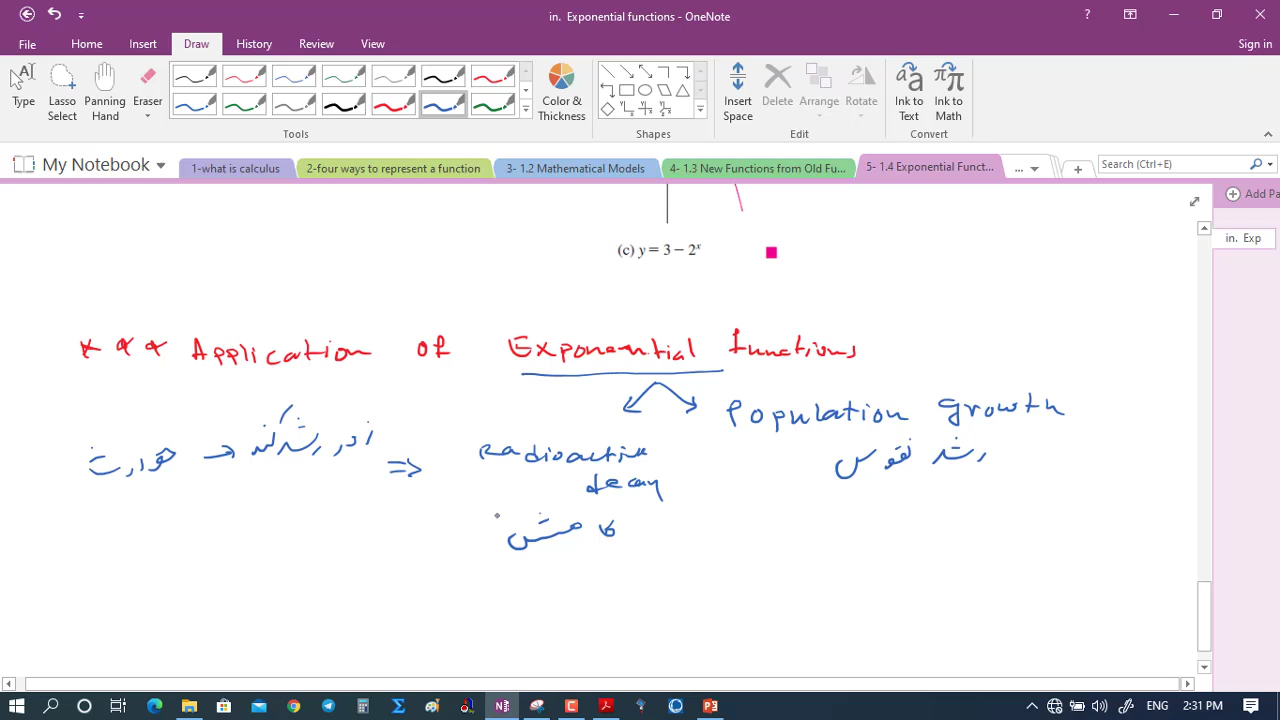 in. Exponential functions - OneNote
File Home Insert Draw History Review View Sign in
Type Lasso Select Panning Hand Eraser Color & Thickness Insert Space Delete Arrange Rotate Ink to Text Ink to Math
Tools Shapes Edit Convert
My Notebook 1-what is calculus 2-four ways to represent a function 3- 1.2 Mathematical Models 4- 1.3 New Functions from Old Fu... 5- 1.4 Exponential Funct... ... + Search (Ctrl+E)
Add Pa
in. Exp
(c) y = 3 − 2ˣ
*** Application of Exponential functions
Population growth
رشد نفوس
Radioactive
decay
⇒
کاهش
2:31 PM